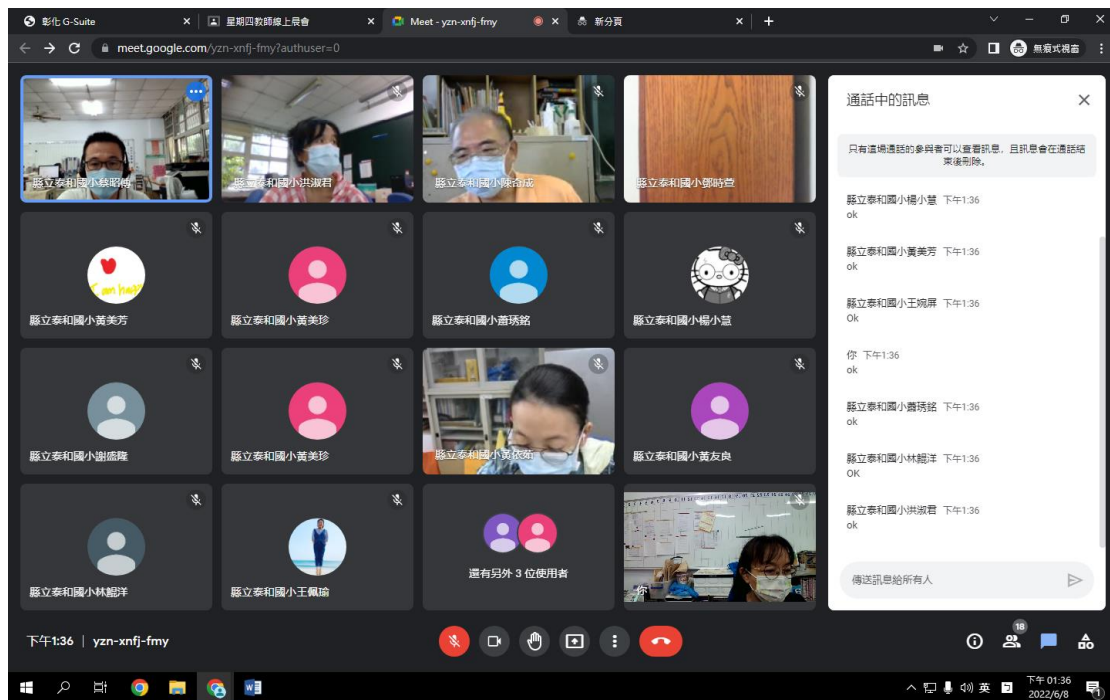 彰化 G-Suite
星期四教師線上晨會
Meet - yzn-xnfj-fmy
新分頁
meet.google.com/yzn-xnfj-fmy?authuser=0
無痕式視窗
縣立泰和國小蔡昭傳
縣立泰和國小洪淑君
縣立泰和國小陳奇成
縣立泰和國小鄧時萱
I am happy
縣立泰和國小黃美芳
縣立泰和國小黃美珍
縣立泰和國小蕭琇銘
縣立泰和國小楊小慧
縣立泰和國小謝盛隆
縣立泰和國小黃美珍
縣立泰和國小黃依茹
縣立泰和國小黃友良
縣立泰和國小林錕洋
縣立泰和國小王佩瑜
還有另外 3 位使用者
你
通話中的訊息
只有這場通話的參與者可以查看訊息，且訊息會在通話結
束後刪除。
縣立泰和國小楊小慧 下午1:36
ok
縣立泰和國小黃美芳 下午1:36
ok
縣立泰和國小王婉屏 下午1:36
Ok
你 下午1:36
ok
縣立泰和國小蕭琇銘 下午1:36
ok
縣立泰和國小林錕洋 下午1:36
OK
縣立泰和國小洪淑君 下午1:36
ok
傳送訊息給所有人
下午1:36 | yzn-xnfj-fmy
18
英
下午 01:36
2022/6/8
1